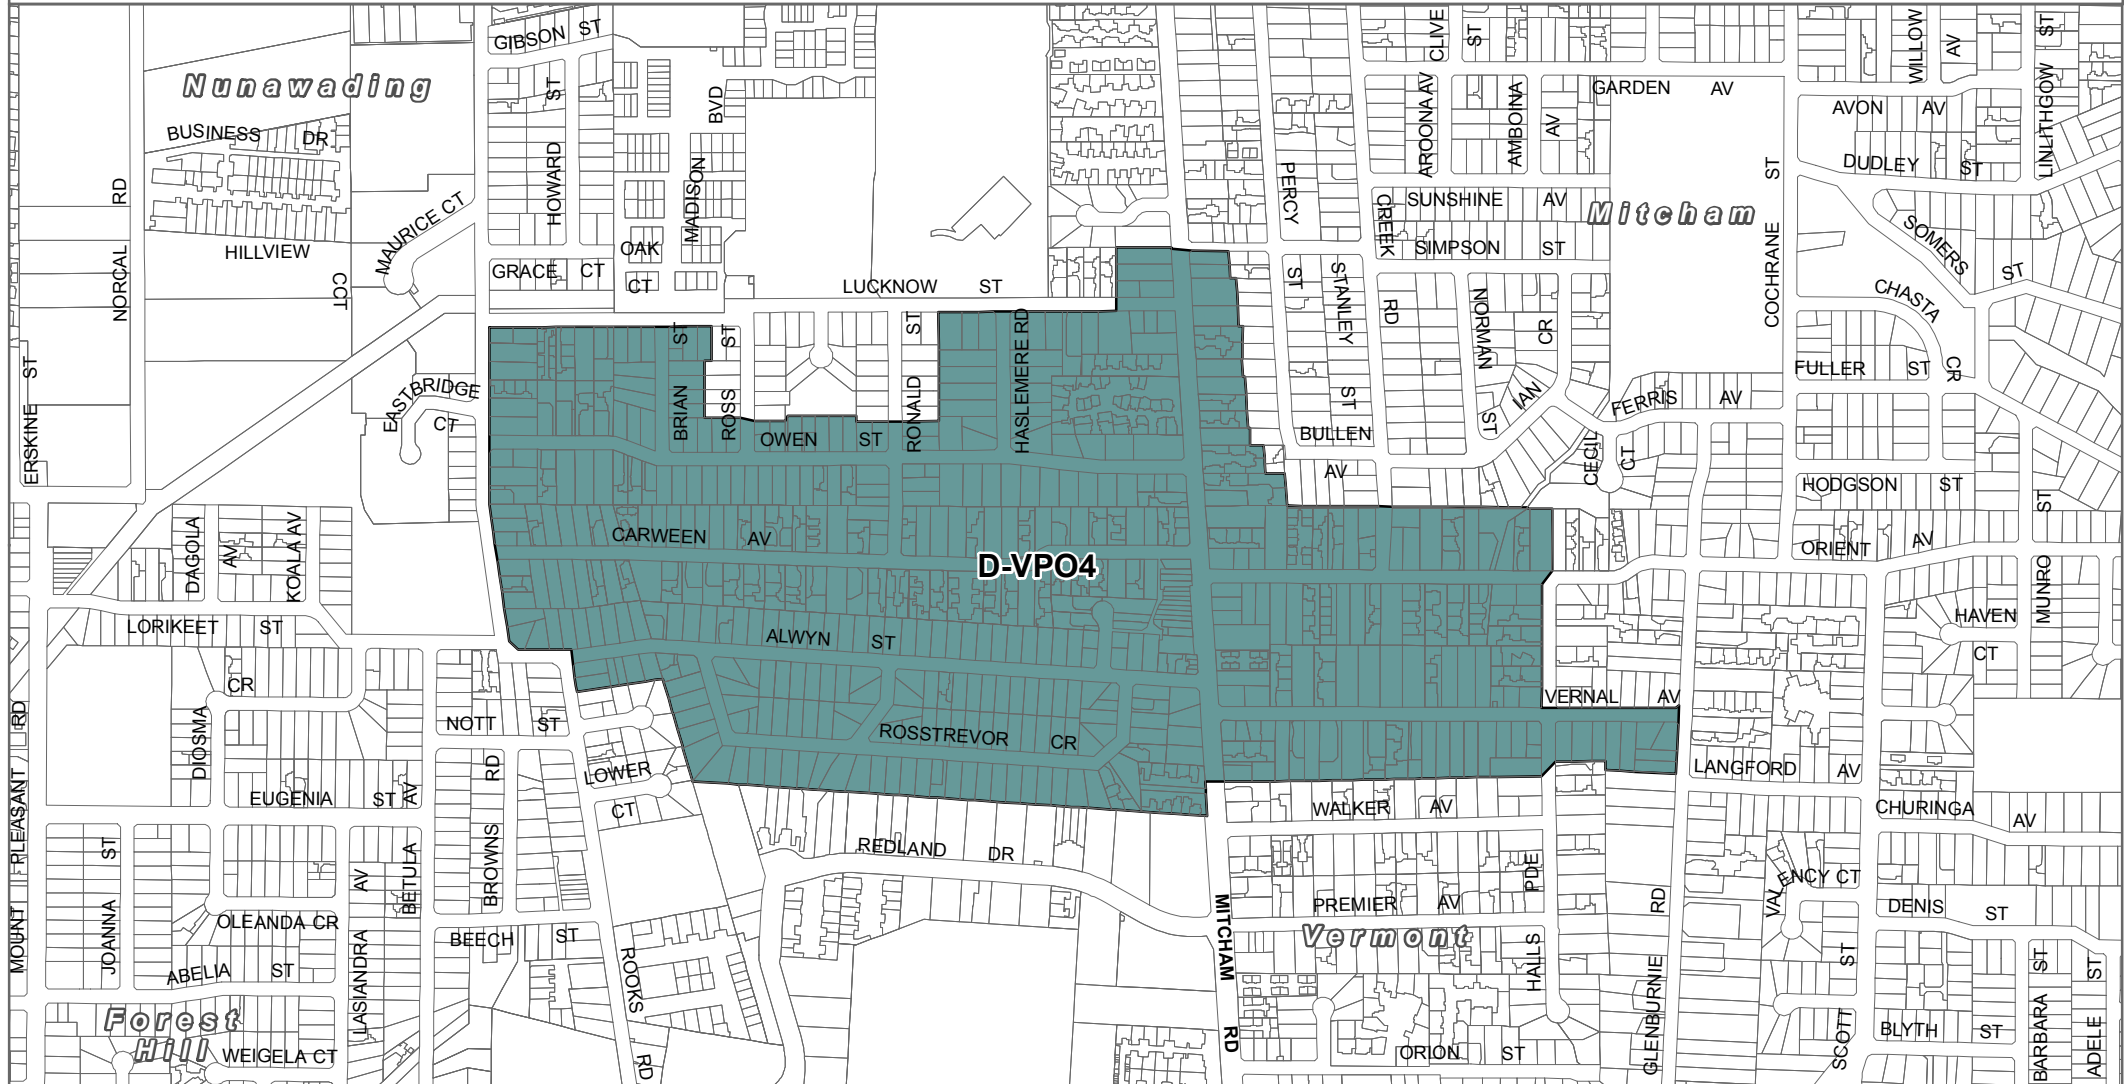 GIBSON ST
CLIVE
ST
WILLOW
AV
ST
Nunawading
ST
BVD
AROONA AV
AMBOINA
AV
GARDEN AV
AVON AV
LINLITHGOW
BUSINESS DR
HOWARD
MADISON
PERCY
DUDLEY ST
RD
MAURICE CT
CREEK
SUNSHINE AV
ST
Mitcham
SOMERS
ST
HILLVIEW
CCT
NORCAL
OAK
CT
GRACE CT
SIMPSON ST
COCHRANE
LUCKNOW ST
ST
STANLEY
ST
RD
NORMAN
ST
CR
IAN
CHASTA
CR
ERSKINE ST
EASTBRIDGE
CT
BRIAN
ST
ROSS
ST
RONALD
ST
HASLEMERE RD
FERRIS AV
FULLER ST
OWEN ST
BULLEN
AV
CECIL
CT
HODGSON ST
DAGOLA
AV
KOALA AV
CARWEEN AV
D-VPO4
ORIENT AV
ST
MUNRO
LORIKEET ST
ALWYN ST
HAVEN
CT
CR
DIOSMA
NOTT ST
ROSSTREVOR CR
VERNAL AV
RD
LOWER
CT
LANGFORD AV
EUGENIA ST
AV
WALKER AV
CHURINGA AV
MOUNT PLEASANT RD
JOANNA
ST
BETULA
BROWNS
REDLAND DR
PDE
AV
LASIANDRA
OLEANDA CR
PREMIER AV
RD
VALENCY CT
DENIS ST
ABELIA ST
BEECH ST
ROOKS
RD
MITCHAM
RD
Vermont
HALLS
GLENBURNIE
ST
SCOTT
ST
BARBARA
ST
ADELE
Forest
Hill
WEIGELA CT
ORION ST
BLYTH ST